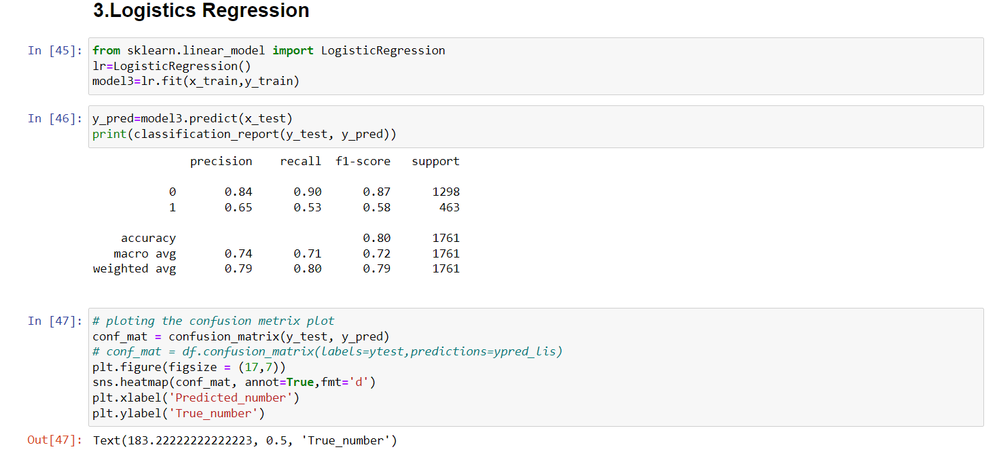 3.Logistics Regression
In [45]: from sklearn.linear_model import LogisticRegression
lr=LogisticRegression()
model3=lr.fit(x_train,y_train)
In [46]: y_pred=model3.predict(x_test)
print(classification_report(y_test, y_pred))
precision recall f1-score support
0 0.84 0.90 0.87 1298
1 0.65 0.53 0.58 463
accuracy 0.80 1761
macro avg 0.74 0.71 0.72 1761
weighted avg 0.79 0.80 0.79 1761
In [47]: # ploting the confusion metrix plot
conf_mat = confusion_matrix(y_test, y_pred)
# conf_mat = df.confusion_matrix(labels=ytest,predictions=ypred_lis)
plt.figure(figsize = (17,7))
sns.heatmap(conf_mat, annot=True,fmt='d')
plt.xlabel('Predicted_number')
plt.ylabel('True_number')
Out[47]: Text(183.22222222222223, 0.5, 'True_number')